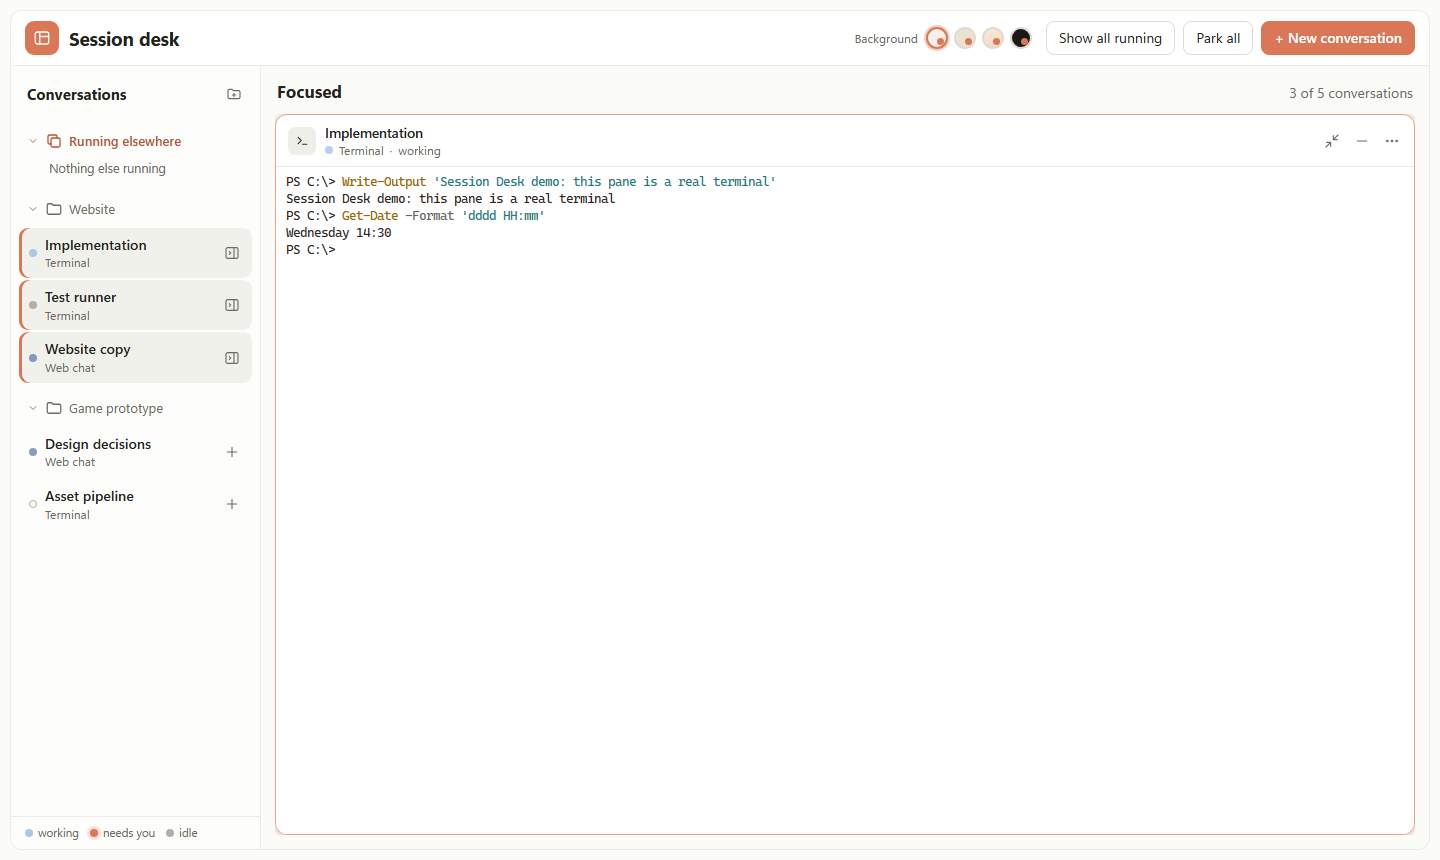 Session desk
Background
Show all running
Park all
+ New conversation
Conversations
Running elsewhere
Nothing else running
Website
Implementation
Terminal
Test runner
Terminal
Website copy
Web chat
Game prototype
Design decisions
Web chat
Asset pipeline
Terminal
working
needs you
idle
Focused
3 of 5 conversations
Implementation
Terminal · working
PS C:\> Write-Output 'Session Desk demo: this pane is a real terminal'
Session Desk demo: this pane is a real terminal
PS C:\> Get-Date -Format 'dddd HH:mm'
Wednesday 14:30
PS C:\>